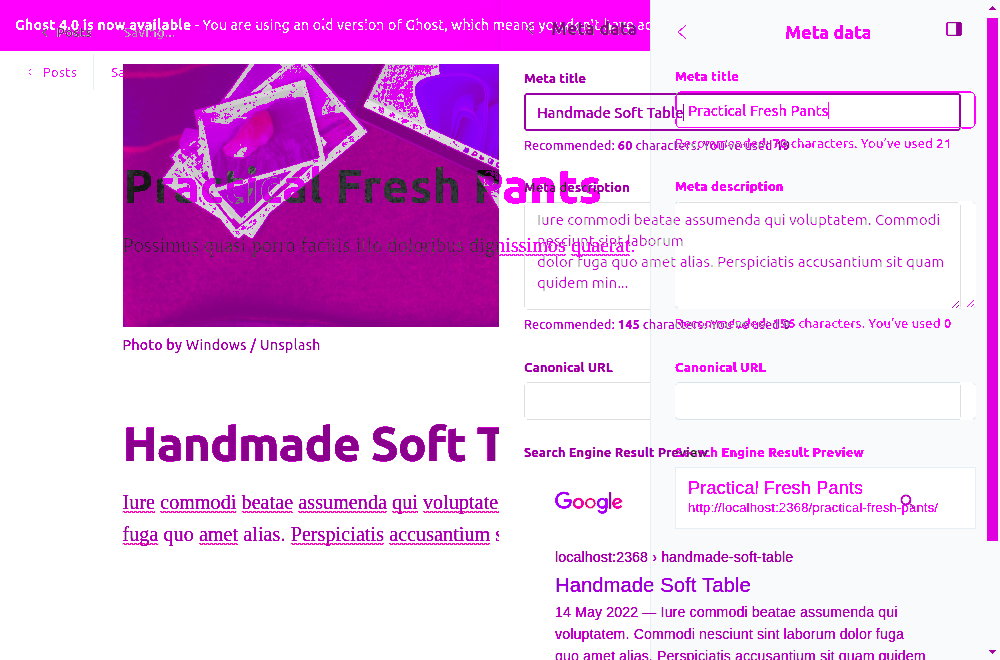 Ghost 4.0 is now available - You are using an old version of Ghost, which means you don't have
Posts
Saving...
Meta data
Meta data
Posts
Sa
Meta title
Handmade Soft Table
Recommended: 60 characters. You've used
Meta title
Practical Fresh Pants
characters. You've used 21
Practical Fresh Pants
Possimus quasi porro facilis illo doloribus dignissimos quaerat.
Meta description
Iure commodi beatae assumenda qui voluptatem. Commodi
nesciunt sint laborum
dolor fuga quo amet alias. Perspiciatis accusantium sit quam
quidem min...
Recommended: 145 characters. You've used 0
Meta description
characters. You've used 0
Photo by Windows / Unsplash
Canonical URL
Canonical URL
Handmade Soft T
Iure commodi beatae assumenda qui voluptate
fuga quo amet alias. Perspiciatis accusantium s
Search Engine Result Preview
Search Engine Result Preview
Google
Practical Fresh Pants
http://localhost:2368/practical-fresh-pants/
localhost:2368 › handmade-soft-table
Handmade Soft Table
14 May 2022 — Iure commodi beatae assumenda qui
voluptatem. Commodi nesciunt sint laborum dolor fuga
quo amet alias. Perspiciatis accusantium sit quam quidem